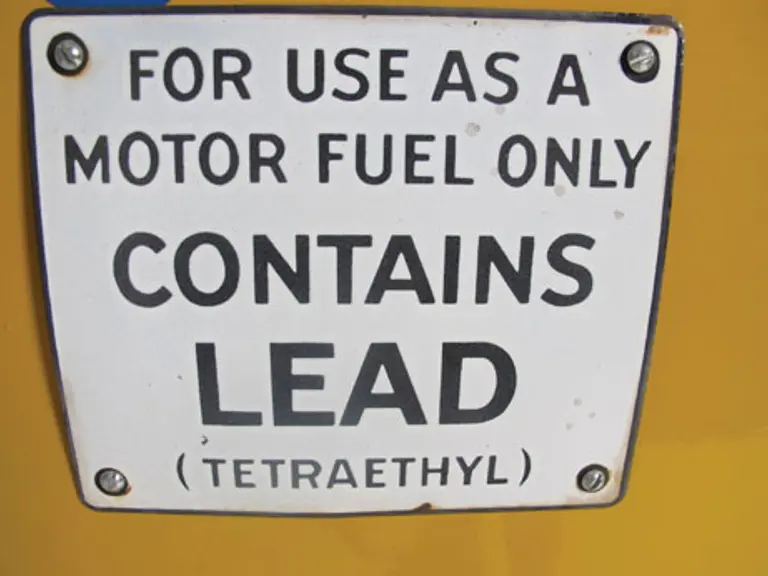 FOR USE AS A
MOTOR FUEL ONLY
CONTAINS
LEAD
(TETRAETHYL)